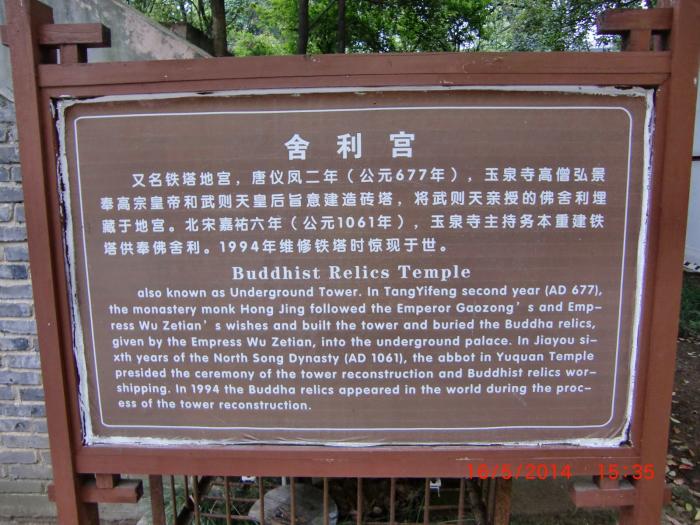 舍利宫
又名铁塔地宫，唐仪凤二年（公元677年），玉泉寺高僧弘景
奉高宗皇帝和武则天皇后旨意建造砖塔，将武则天亲授的佛舍利埋
藏于地宫。北宋嘉祐六年（公元1061年），玉泉寺主持务本重建铁
塔供奉佛舍利。1994年维修铁塔时惊现于世。
Buddhist Relics Temple
also known as Underground Tower. In TangYifeng second year (AD 677),
the monastery monk Hong Jing followed the Emperor Gaozong's and Emp-
ress Wu Zetian's wishes and built the tower and buried the Buddha relics,
given by the Empress Wu Zetian, into the underground palace. In Jiayou si-
xth years of the North Song Dynasty (AD 1061), the abbot in Yuquan Temple
presided the ceremony of the tower reconstruction and Buddhist relics wor-
shipping. In 1994 the Buddha relics appeared in the world during the proc-
ess of the tower reconstruction.
16/5/2014 15:35